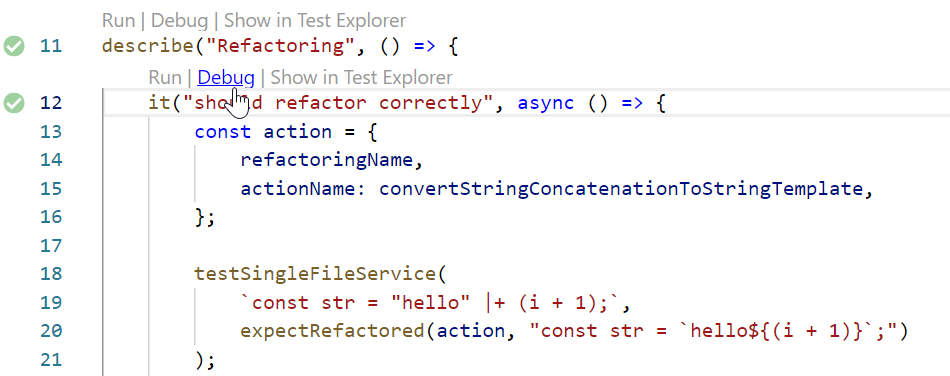 Run | Debug | Show in Test Explorer
11 describe("Refactoring", () => {
Run | Debug | Show in Test Explorer
12 it("should refactor correctly", async () => {
13 const action = {
14 refactoringName,
15 actionName: convertStringConcatenationToStringTemplate,
16 };
17
18 testSingleFileService(
19 `const str = "hello" |+ (i + 1);`,
20 expectRefactored(action, "const str = `hello${(i + 1)}`;")
21 );